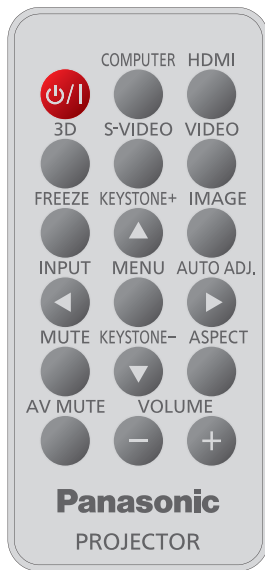 COMPUTER HDMI
⏻/I
3D S-VIDEO VIDEO
FREEZE KEYSTONE+ IMAGE
INPUT MENU AUTO ADJ.
MUTE KEYSTONE− ASPECT
AV MUTE VOLUME
− +
Panasonic
PROJECTOR